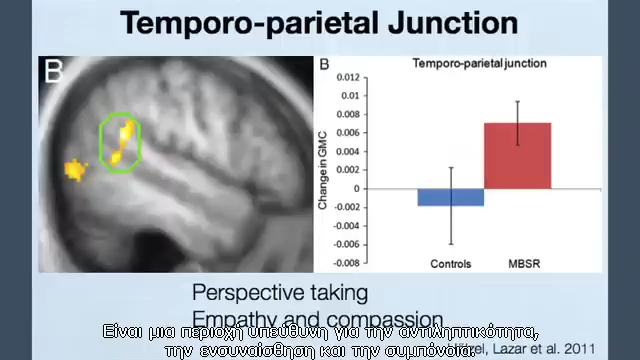 Temporo-parietal Junction
B
B
Temporo-parietal junction
0.012
0.01
0.008
0.006
0.004
0.002
0
-0.002
-0.004
-0.006
-0.008
Change in GMC
Controls
MBSR
Perspective taking
Empathy and compassion
Είναι μια περιοχή υπεύθυνη για την αντιληπτικότητα,
την ενσυναίσθηση και την συμπόνοια.
Lazar et al. 2011